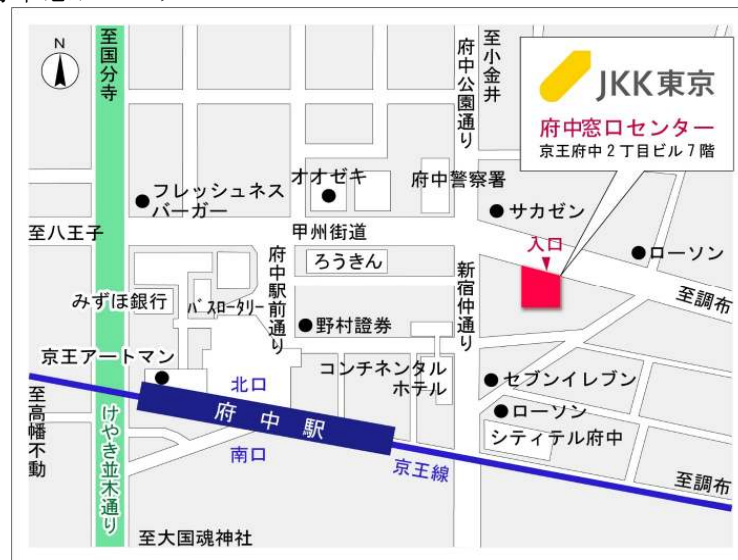 N
至国分寺
府中公園通り
至小金井
JKK東京
府中窓口センター
京王府中2丁目ビル7階
フレッシュネス
バーガー
オオゼキ
府中警察署
サカゼン
至八王子
甲州街道
入口
ローソン
ろうきん
府中駅前通り
新宿仲通り
至調布
みずほ銀行
バスロータリー
野村證券
京王アートマン
コンチネンタル
ホテル
セブンイレブン
北口
府中駅
ローソン
シティテル府中
至高幡不動
けやき並木通り
南口
京王線
至調布
至大国魂神社